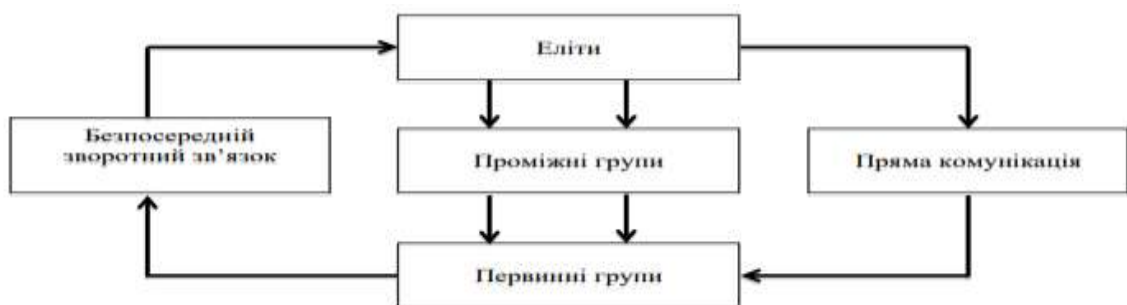 Еліти
Безпосередній
зворотний зв’язок
Проміжні групи
Пряма комунікація
Первинні групи